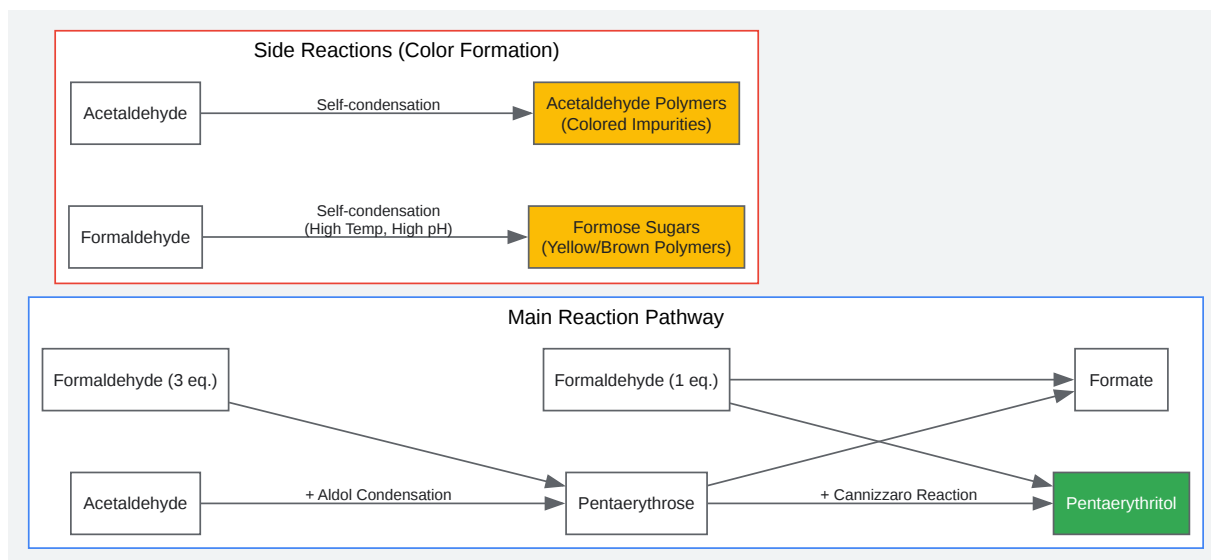 Side Reactions (Color Formation)
Acetaldehyde
Self-condensation
Acetaldehyde Polymers
(Colored Impurities)
Formaldehyde
Self-condensation
(High Temp, High pH)
Formose Sugars
(Yellow/Brown Polymers)
Main Reaction Pathway
Formaldehyde (3 eq.)
Formaldehyde (1 eq.)
Formate
Acetaldehyde
+ Aldol Condensation
Pentaerythrose
+ Cannizzaro Reaction
Pentaerythritol